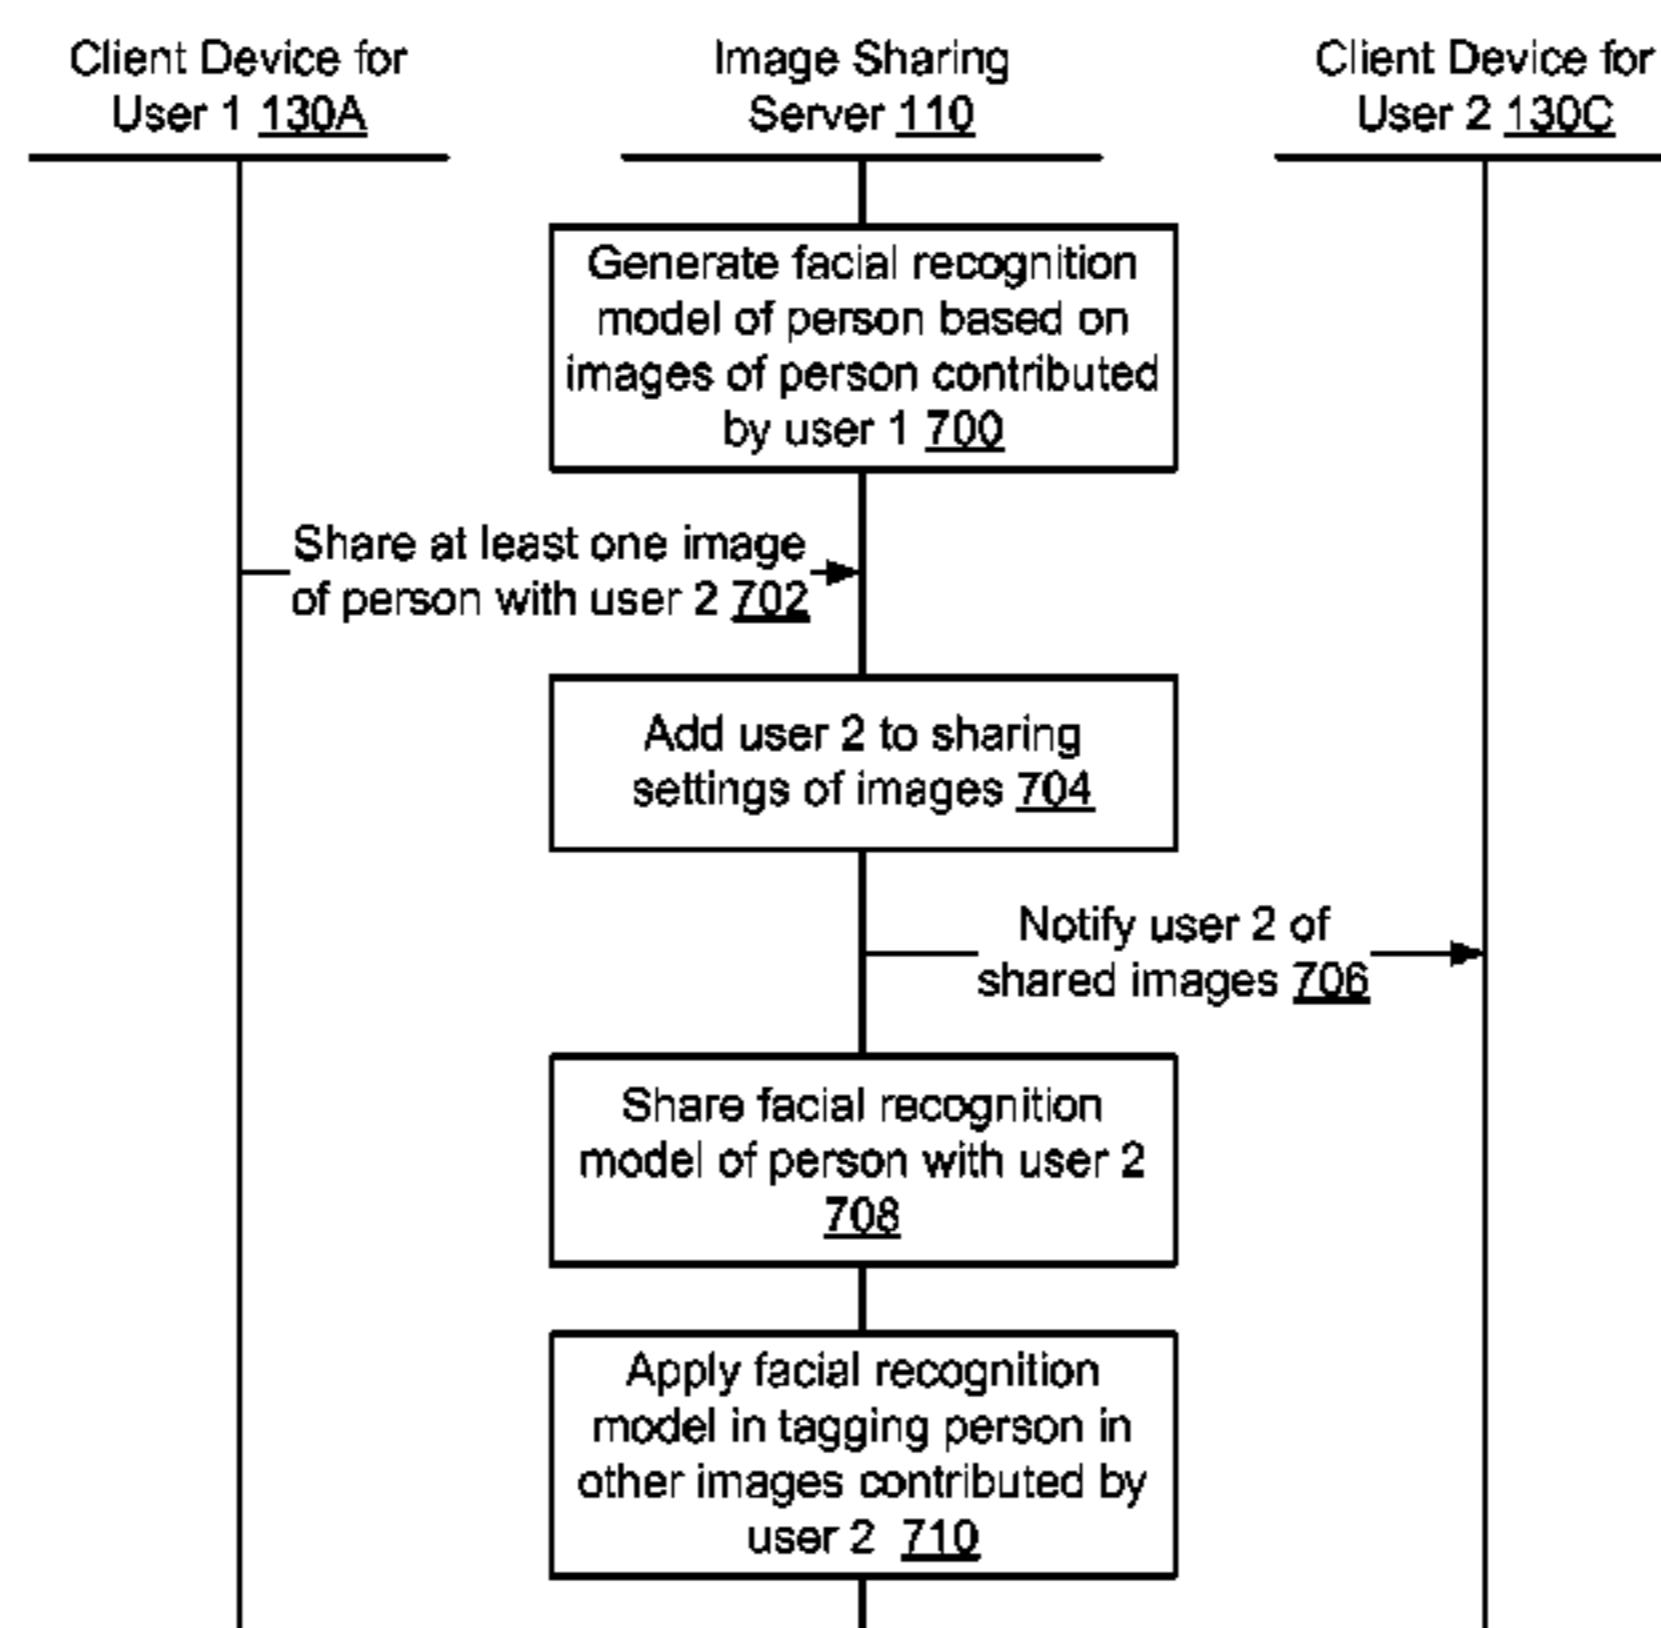 Client Device for
User 1 130A
Image Sharing
Server 110
Client Device for
User 2 130C
Generate facial recognition
model of person based on
images of person contributed
by user 1 700
Share at least one image
of person with user 2 702
Add user 2 to sharing
settings of images 704
Notify user 2 of
shared images 706
Share facial recognition
model of person with user 2
708
Apply facial recognition
model in tagging person in
other images contributed by
user 2 710